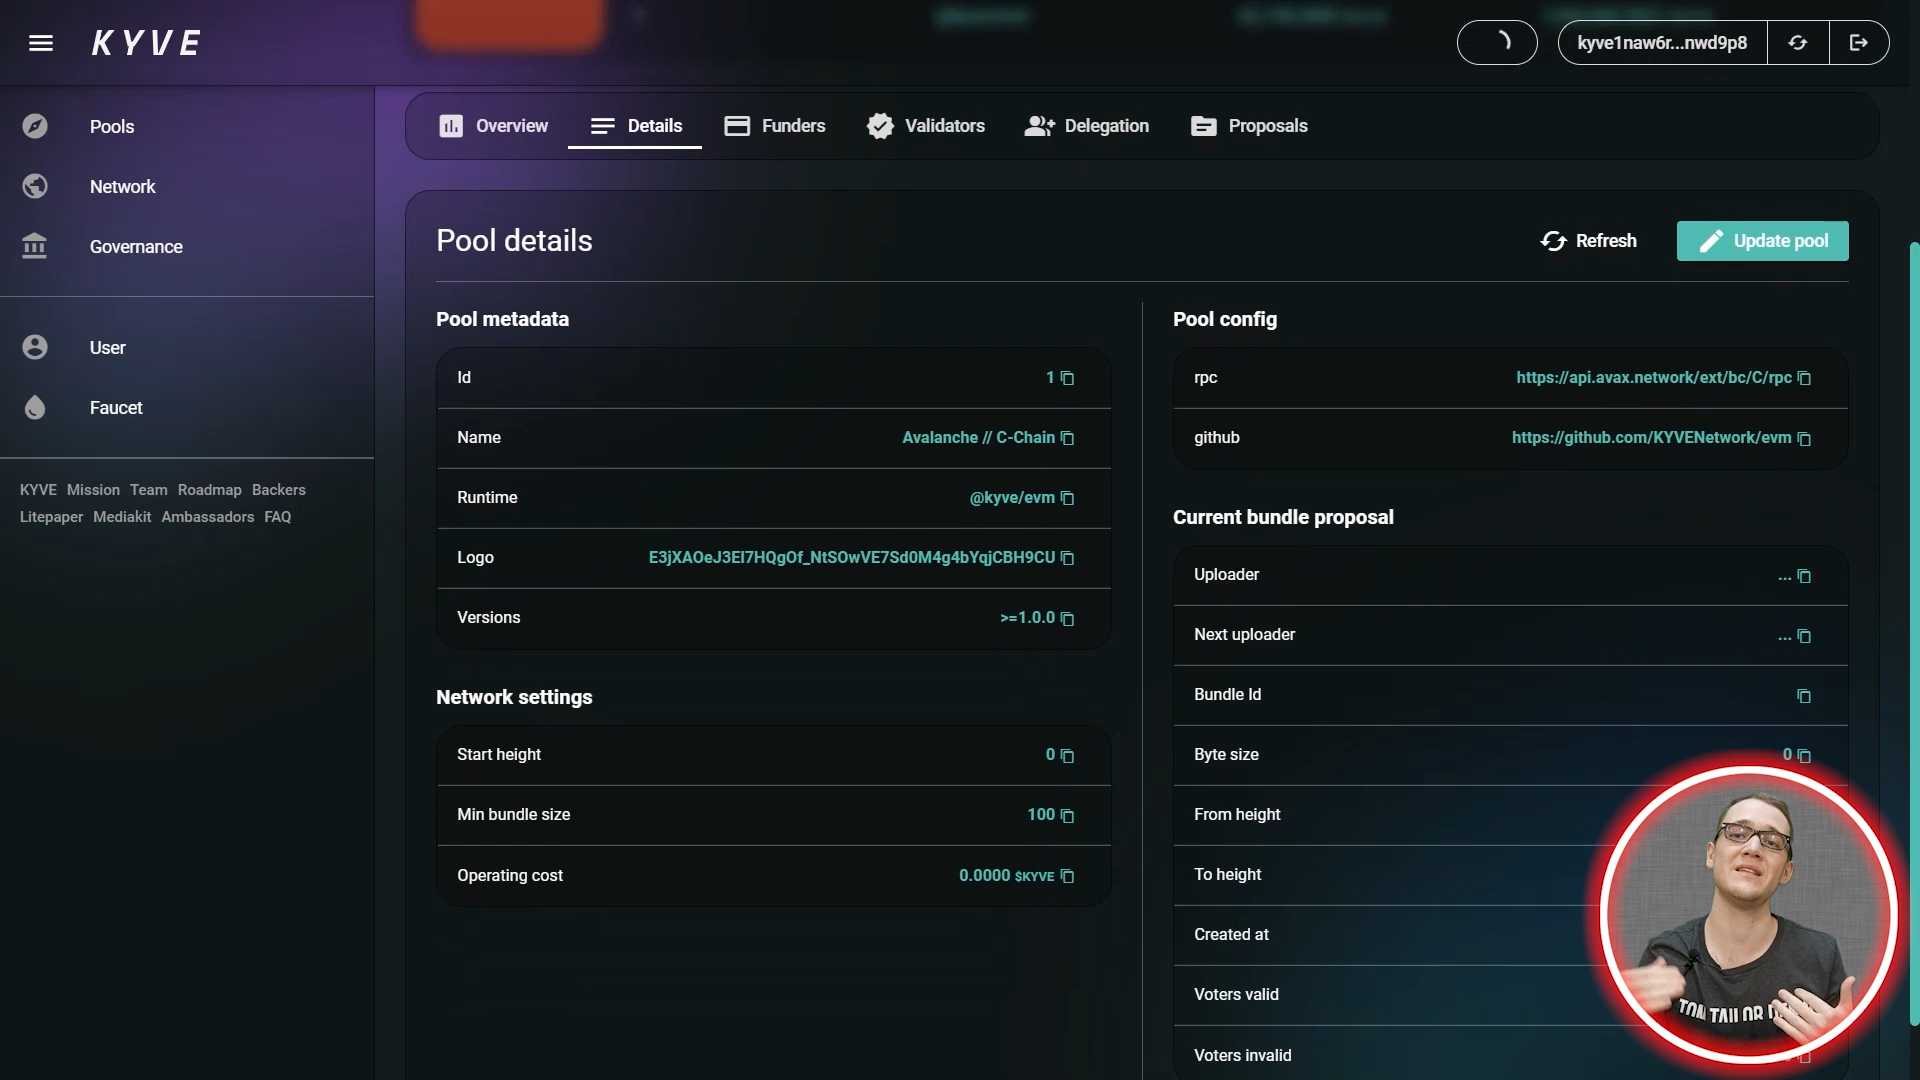 KYVE
kyve1naw6r...nwd9p8
Pools
Network
Governance
User
Faucet
KYVE Mission Team Roadmap Backers
Litepaper Mediakit Ambassadors FAQ
Overview
Details
Funders
Validators
Delegation
Proposals
Pool details
Refresh
Update pool
Pool metadata
Id 1
Name Avalanche // C-Chain
Runtime @kyve/evm
Logo E3jXAOeJ3El7HQgOf_NtSOwVE7Sd0M4g4bYqjCBH9CU
Versions >=1.0.0
Network settings
Start height 0
Min bundle size 100
Operating cost 0.0000 $KYVE
Pool config
rpc https://api.avax.network/ext/bc/C/rpc
github https://github.com/KYVENetwork/evm
Current bundle proposal
Uploader ...
Next uploader ...
Bundle Id
Byte size 0
From height
To height
Created at
Voters valid
Voters invalid
TOM TAILOR